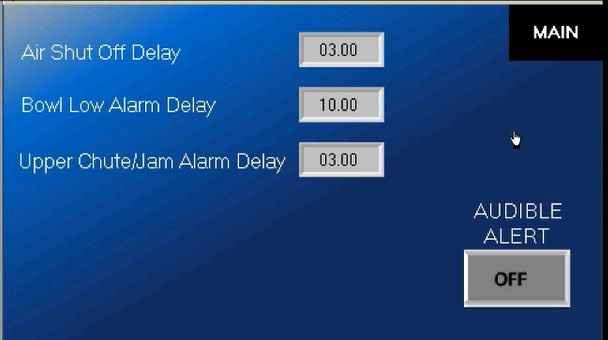 MAIN
Air Shut Off Delay 03.00
Bowl Low Alarm Delay 10.00
Upper Chute/Jam Alarm Delay 03.00
AUDIBLE
ALERT
OFF